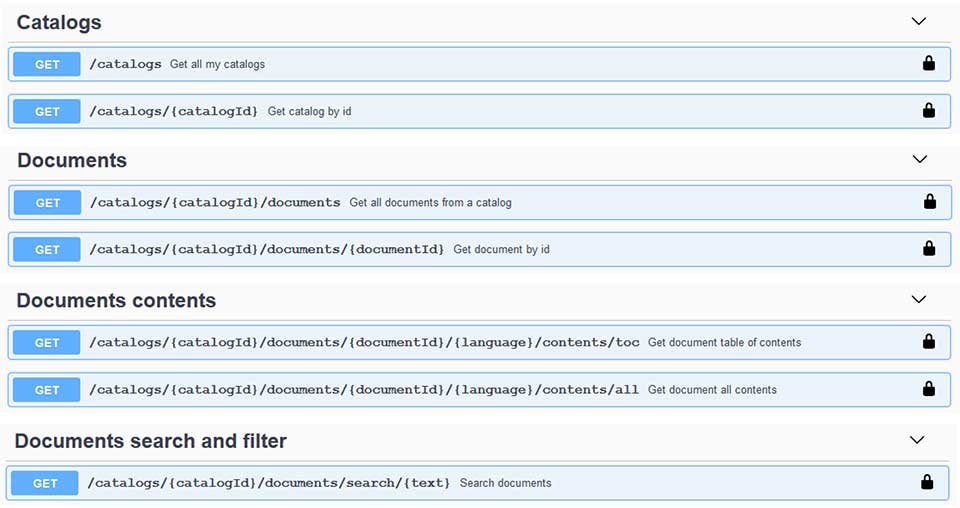 Catalogs
GET /catalogs Get all my catalogs
GET /catalogs/{catalogId} Get catalog by id
Documents
GET /catalogs/{catalogId}/documents Get all documents from a catalog
GET /catalogs/{catalogId}/documents/{documentId} Get document by id
Documents contents
GET /catalogs/{catalogId}/documents/{documentId}/{language}/contents/toc Get document table of contents
GET /catalogs/{catalogId}/documents/{documentId}/{language}/contents/all Get document all contents
Documents search and filter
GET /catalogs/{catalogId}/documents/search/{text} Search documents